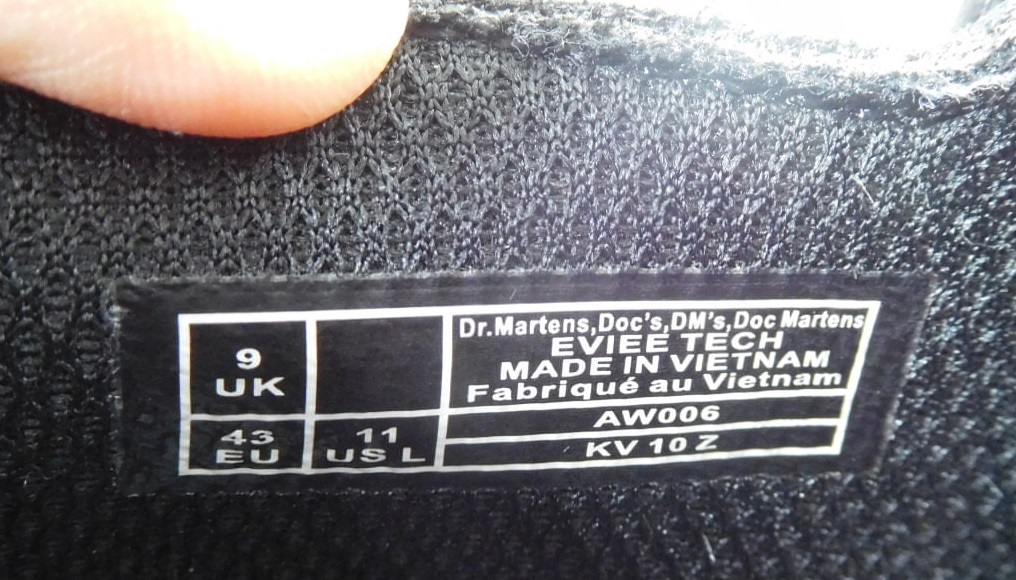 9
UK
43
EU
11
US L
Dr.Martens,Doc's,DM's,Doc Martens
EVIEE TECH
MADE IN VIETNAM
Fabriqué au Vietnam
AW006
KV 10 Z